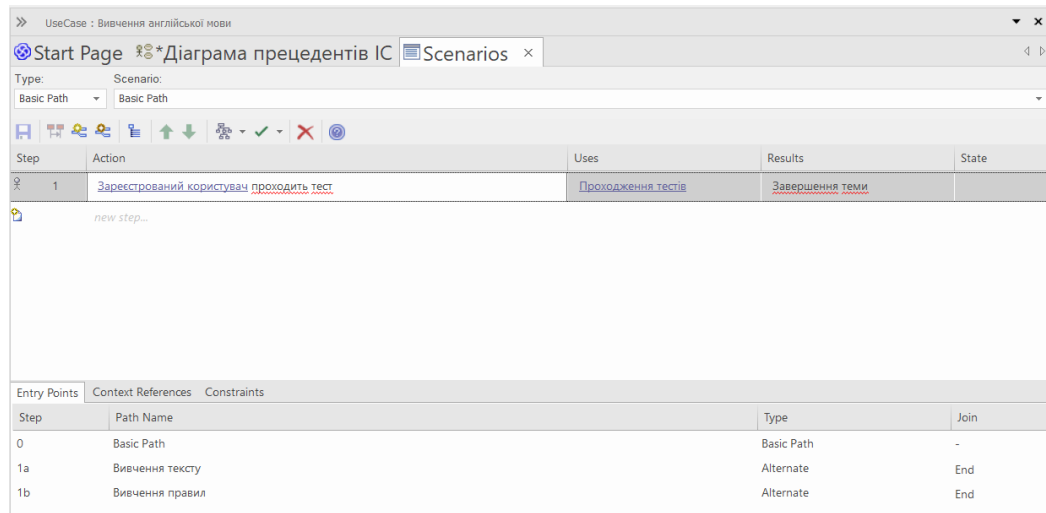 UseCase : Вивчення англійської мови
Start Page *Діаграма прецедентів ІС Scenarios
Type: Scenario:
Basic Path Basic Path
Step Action Uses Results State
1 Зареєстрований користувач проходить тест Проходження тестів Завершення теми
new step...
Entry Points Context References Constraints
Step Path Name Type Join
0 Basic Path Basic Path -
1a Вивчення тексту Alternate End
1b Вивчення правил Alternate End